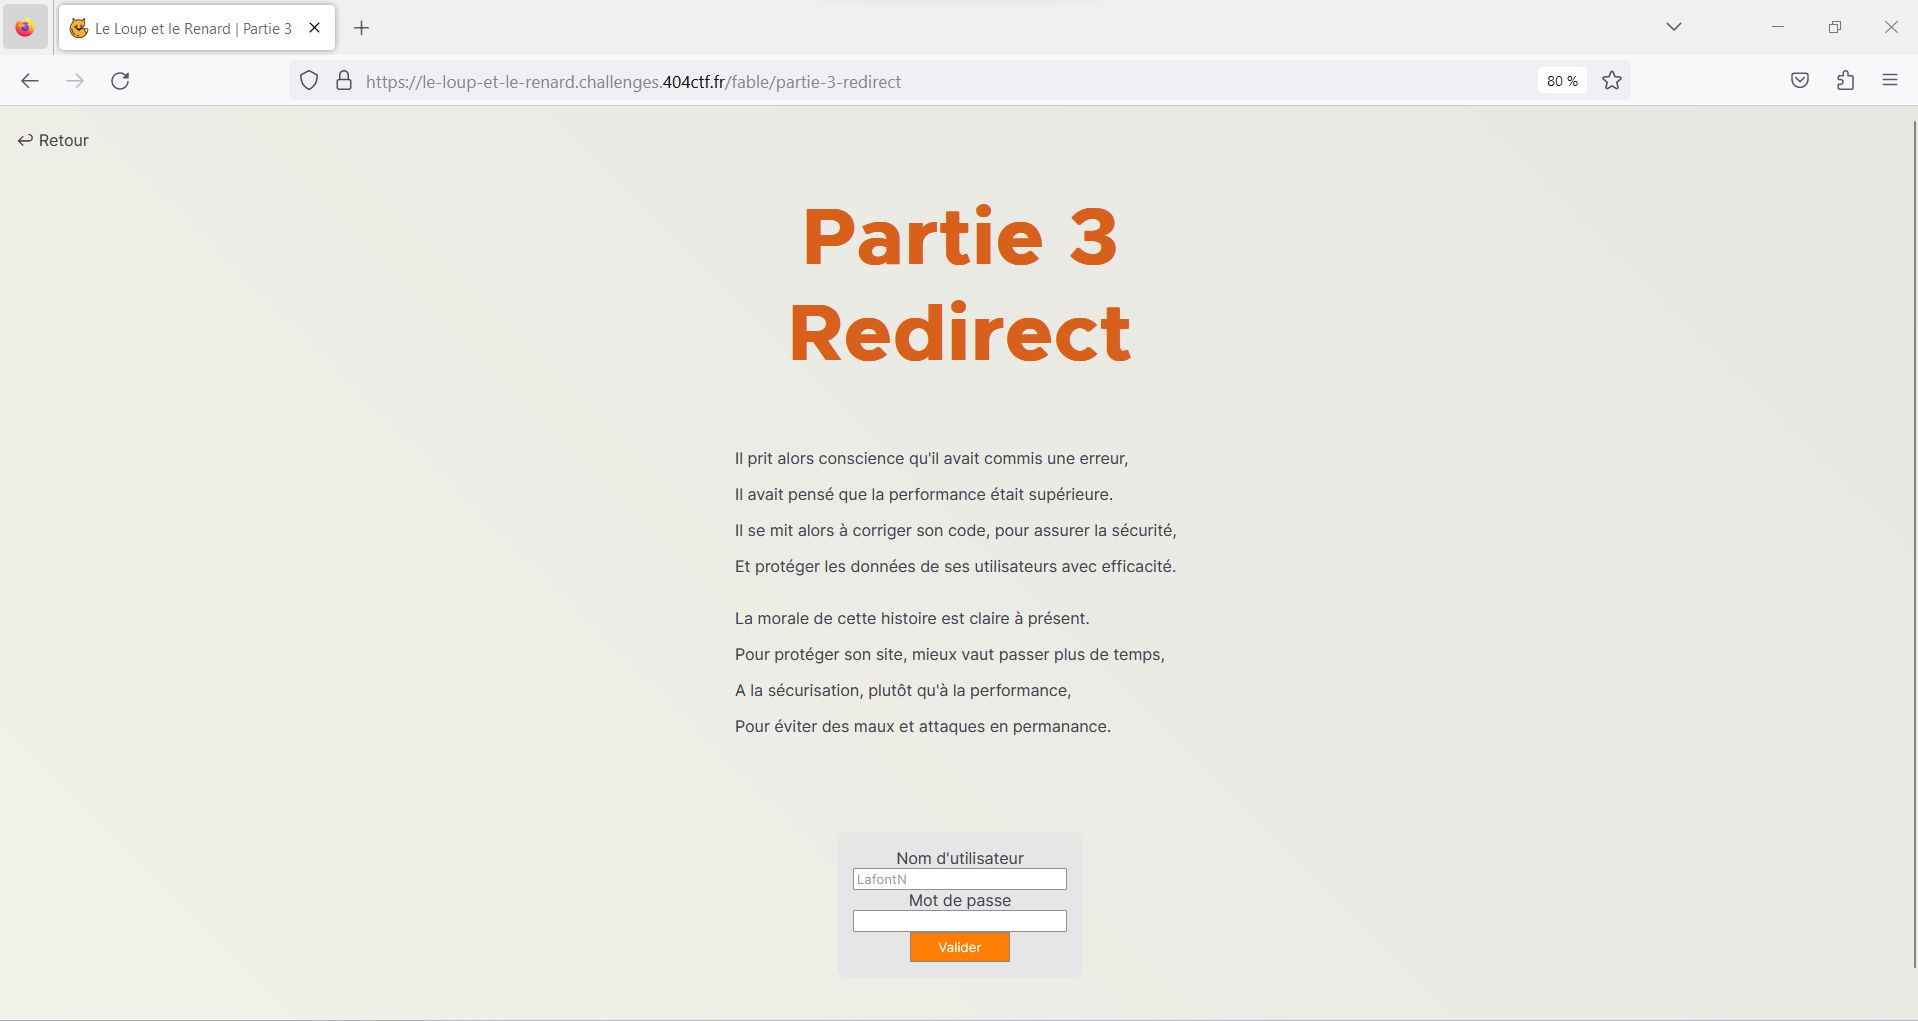 Le Loup et le Renard | Partie 3
https://le-loup-et-le-renard.challenges.404ctf.fr/fable/partie-3-redirect
80 %
Retour
Partie 3
Redirect
Il prit alors conscience qu'il avait commis une erreur,
Il avait pensé que la performance était supérieure.
Il se mit alors à corriger son code, pour assurer la sécurité,
Et protéger les données de ses utilisateurs avec efficacité.
La morale de cette histoire est claire à présent.
Pour protéger son site, mieux vaut passer plus de temps,
A la sécurisation, plutôt qu'à la performance,
Pour éviter des maux et attaques en permanance.
Nom d'utilisateur
LafontN
Mot de passe
Valider